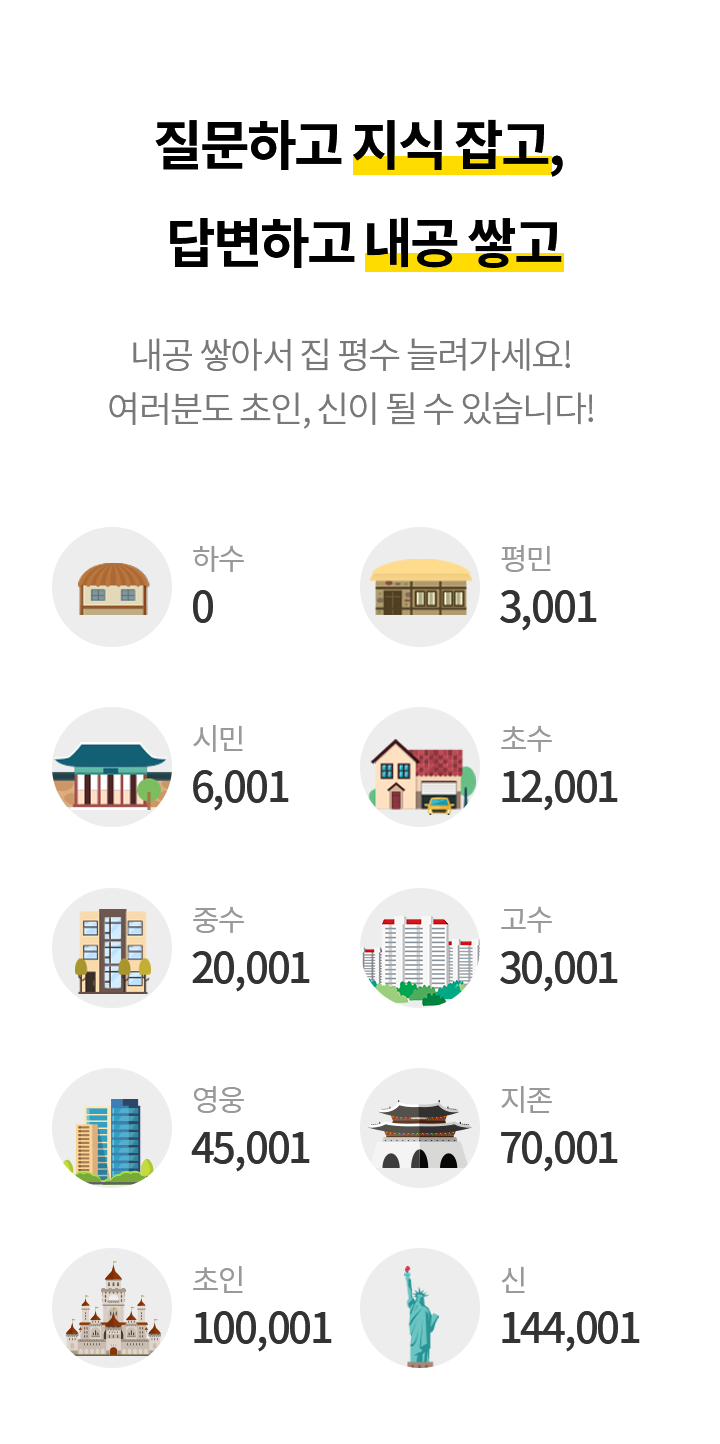 질문하고 지식 잡고,
답변하고 내공 쌓고
내공 쌓아서 집 평수 늘려가세요!
여러분도 초인, 신이 될 수 있습니다!
하수
0
평민
3,001
시민
6,001
초수
12,001
중수
20,001
고수
30,001
영웅
45,001
지존
70,001
초인
100,001
신
144,001